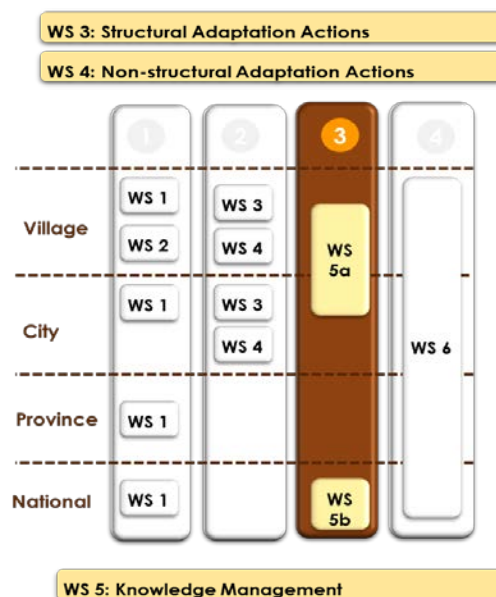 WS 3: Structural Adaptation Actions
WS 4: Non-structural Adaptation Actions
1 2 3 4
Village
WS 1
WS 2
WS 3
WS 4
WS
5a
City
WS 1
WS 3
WS 4
WS 6
Province
WS 1
National
WS 1
WS
5b
WS 5: Knowledge Management